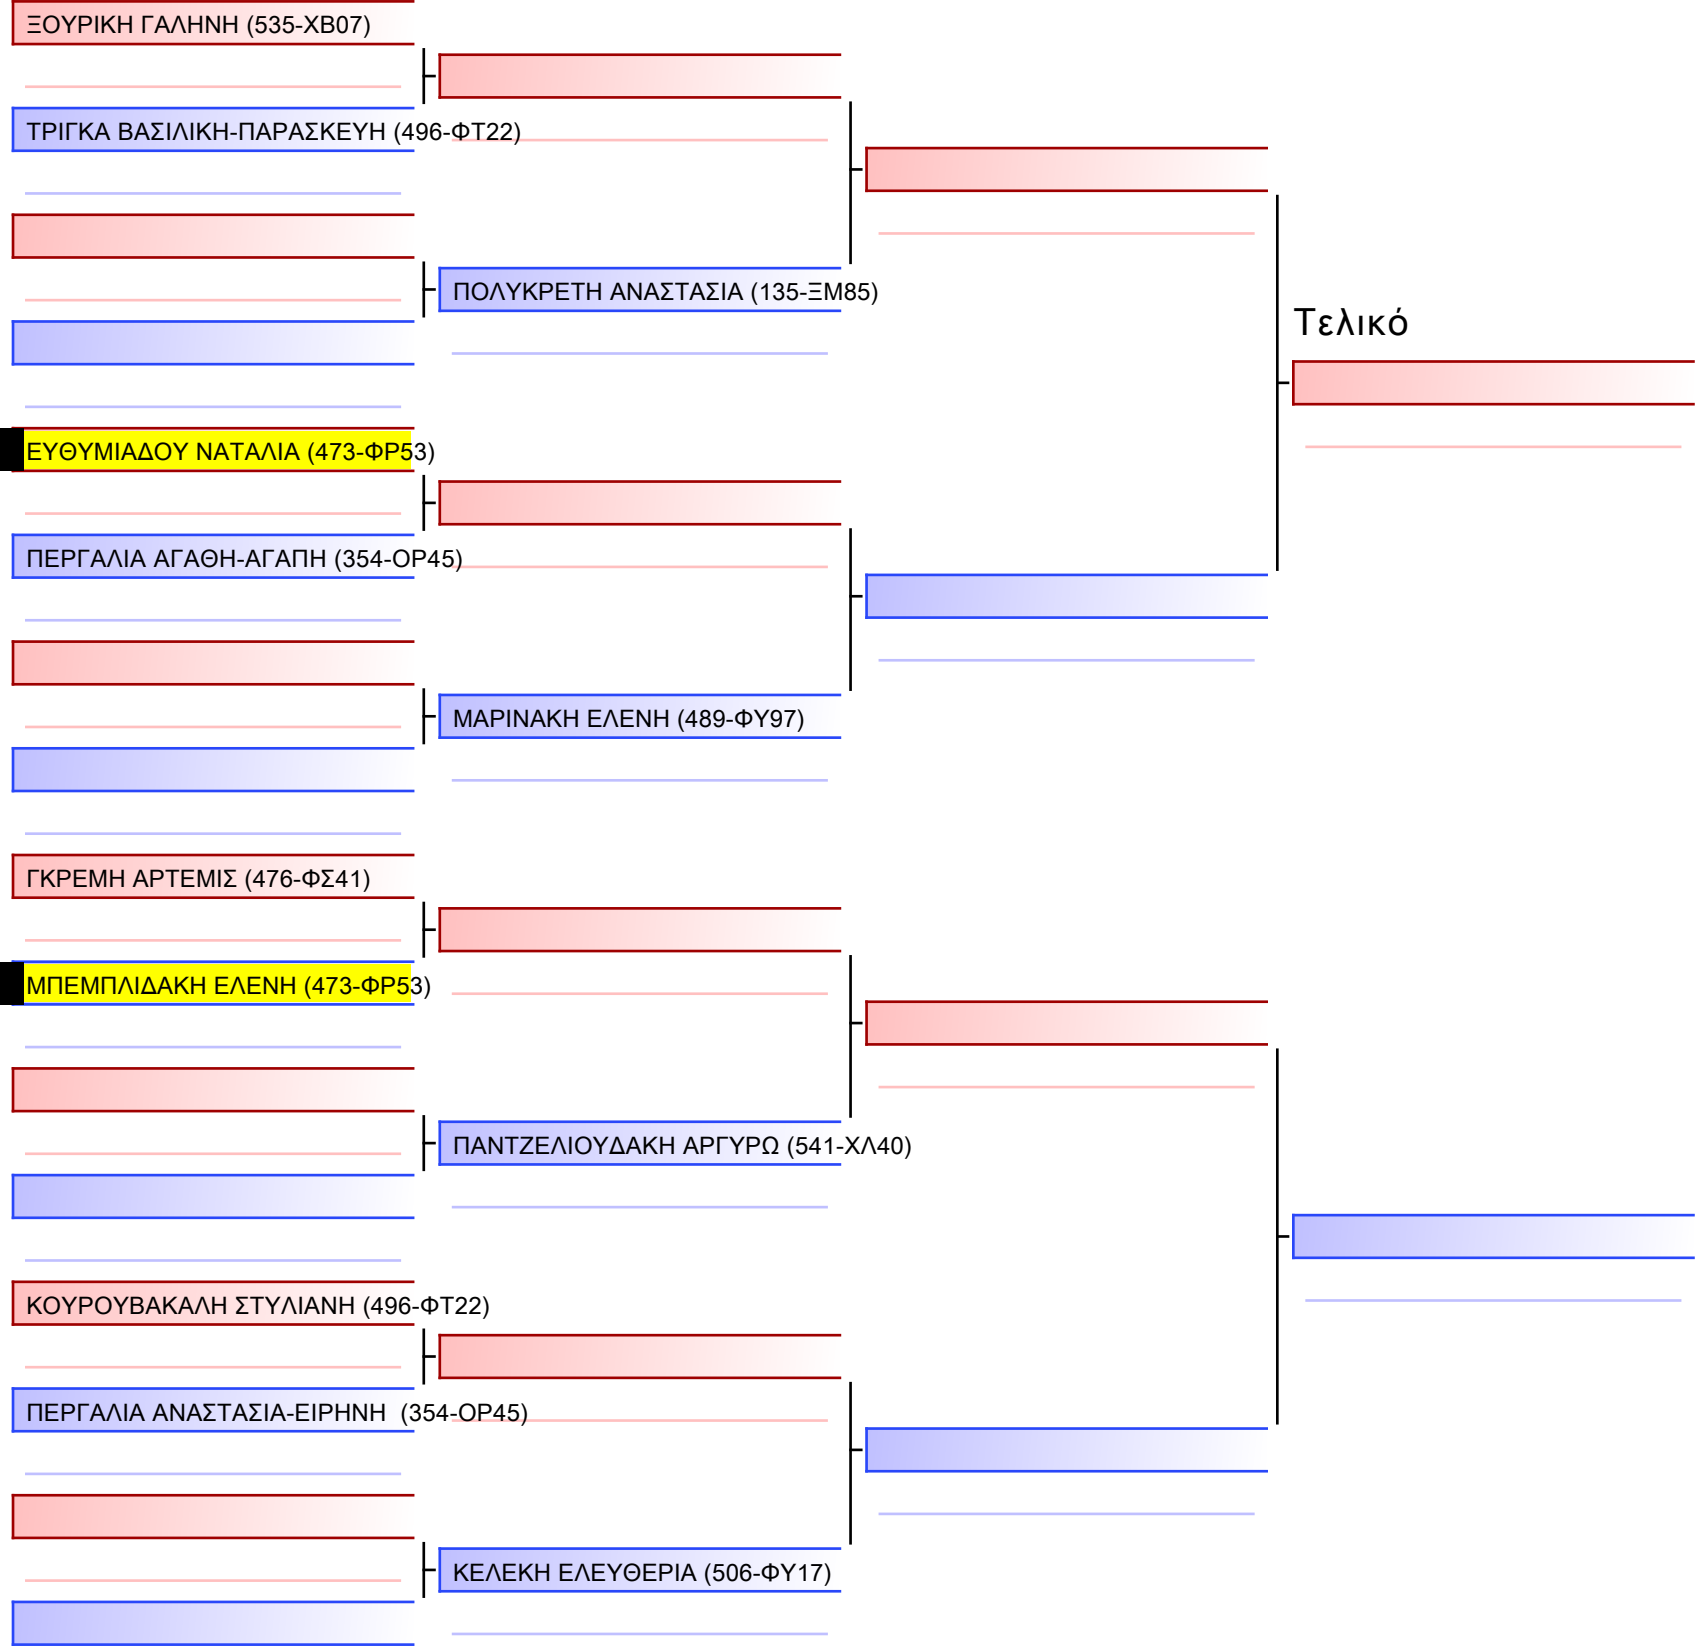 ΞΟΥΡΙΚΗ ΓΑΛΗΝΗ (535-ΧΒ07)
ΤΡΙΓΚΑ ΒΑΣΙΛΙΚΗ-ΠΑΡΑΣΚΕΥΗ (496-ΦΤ22)
ΠΟΛΥΚΡΕΤΗ ΑΝΑΣΤΑΣΙΑ (135-ΞΜ85)
Τελικό
ΕΥΘΥΜΙΑΔΟΥ ΝΑΤΑΛΙΑ (473-ΦΡ53)
ΠΕΡΓΑΛΙΑ ΑΓΑΘΗ-ΑΓΑΠΗ (354-ΟΡ45)
ΜΑΡΙΝΑΚΗ ΕΛΕΝΗ (489-ΦΥ97)
ΓΚΡΕΜΗ ΑΡΤΕΜΙΣ (476-ΦΣ41)
ΜΠΕΜΠΛΙΔΑΚΗ ΕΛΕΝΗ (473-ΦΡ53)
ΠΑΝΤΖΕΛΙΟΥΔΑΚΗ ΑΡΓΥΡΩ (541-ΧΛ40)
ΚΟΥΡΟΥΒΑΚΑΛΗ ΣΤΥΛΙΑΝΗ (496-ΦΤ22)
ΠΕΡΓΑΛΙΑ ΑΝΑΣΤΑΣΙΑ-ΕΙΡΗΝΗ  (354-ΟΡ45)
ΚΕΛΕΚΗ ΕΛΕΥΘΕΡΙΑ (506-ΦΥ17)